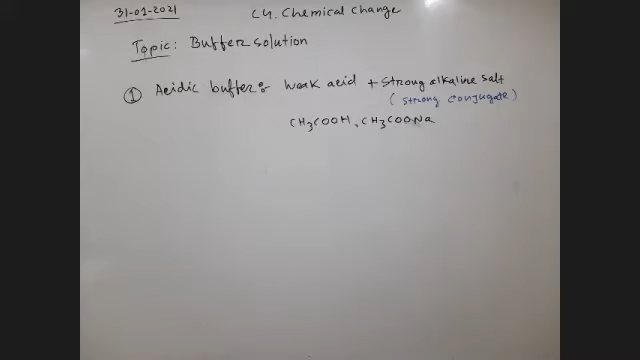 31-01-2021
C4. Chemical Change
Topic: Buffer solution
① Acidic buffer: Weak acid + Strong alkaline salt
(strong conjugate)
CH3COOH, CH3COONa